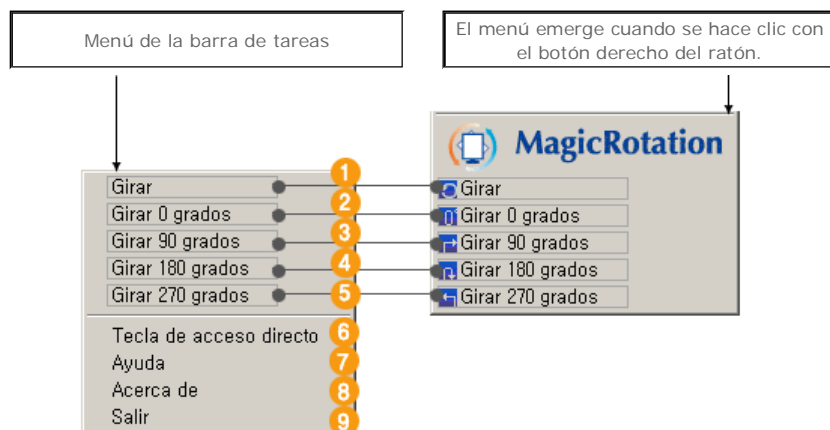 Menú de la barra de tareas
El menú emerge cuando se hace clic con
el botón derecho del ratón.
MagicRotation
Girar
1
Girar
Girar 0 grados
2
Girar 0 grados
Girar 90 grados
3
Girar 90 grados
Girar 180 grados
4
Girar 180 grados
Girar 270 grados
5
Girar 270 grados
Tecla de acceso directo
6
Ayuda
7
Acerca de
8
Salir
9